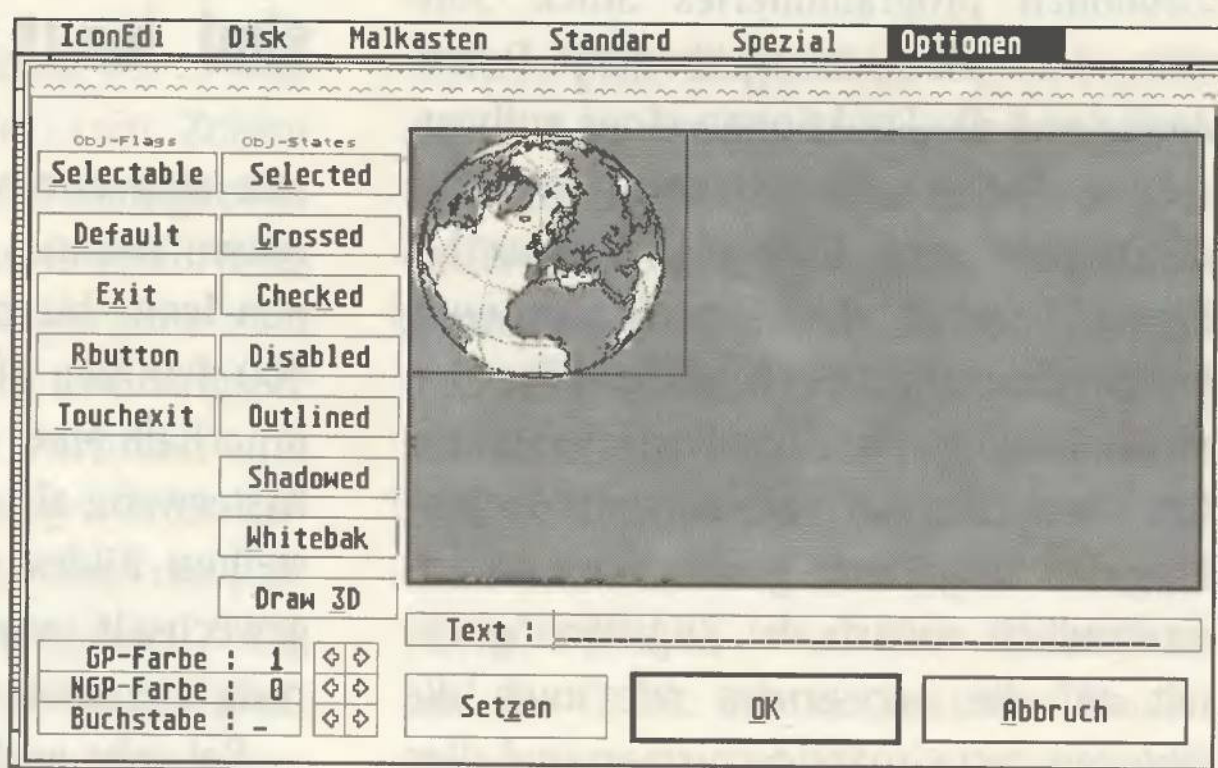 IconEdi Disk Malkasten Standard Spezial Optionen
Obj-Flags Obj-States
Selectable Selected
Default Crossed
Exit Checked
Rbutton Disabled
Touchexit Outlined
Shadowed
Whitebak
Draw 3D
Text :
GP-Farbe : 1
NGP-Farbe : 0
Buchstabe : _
Setzen OK Abbruch